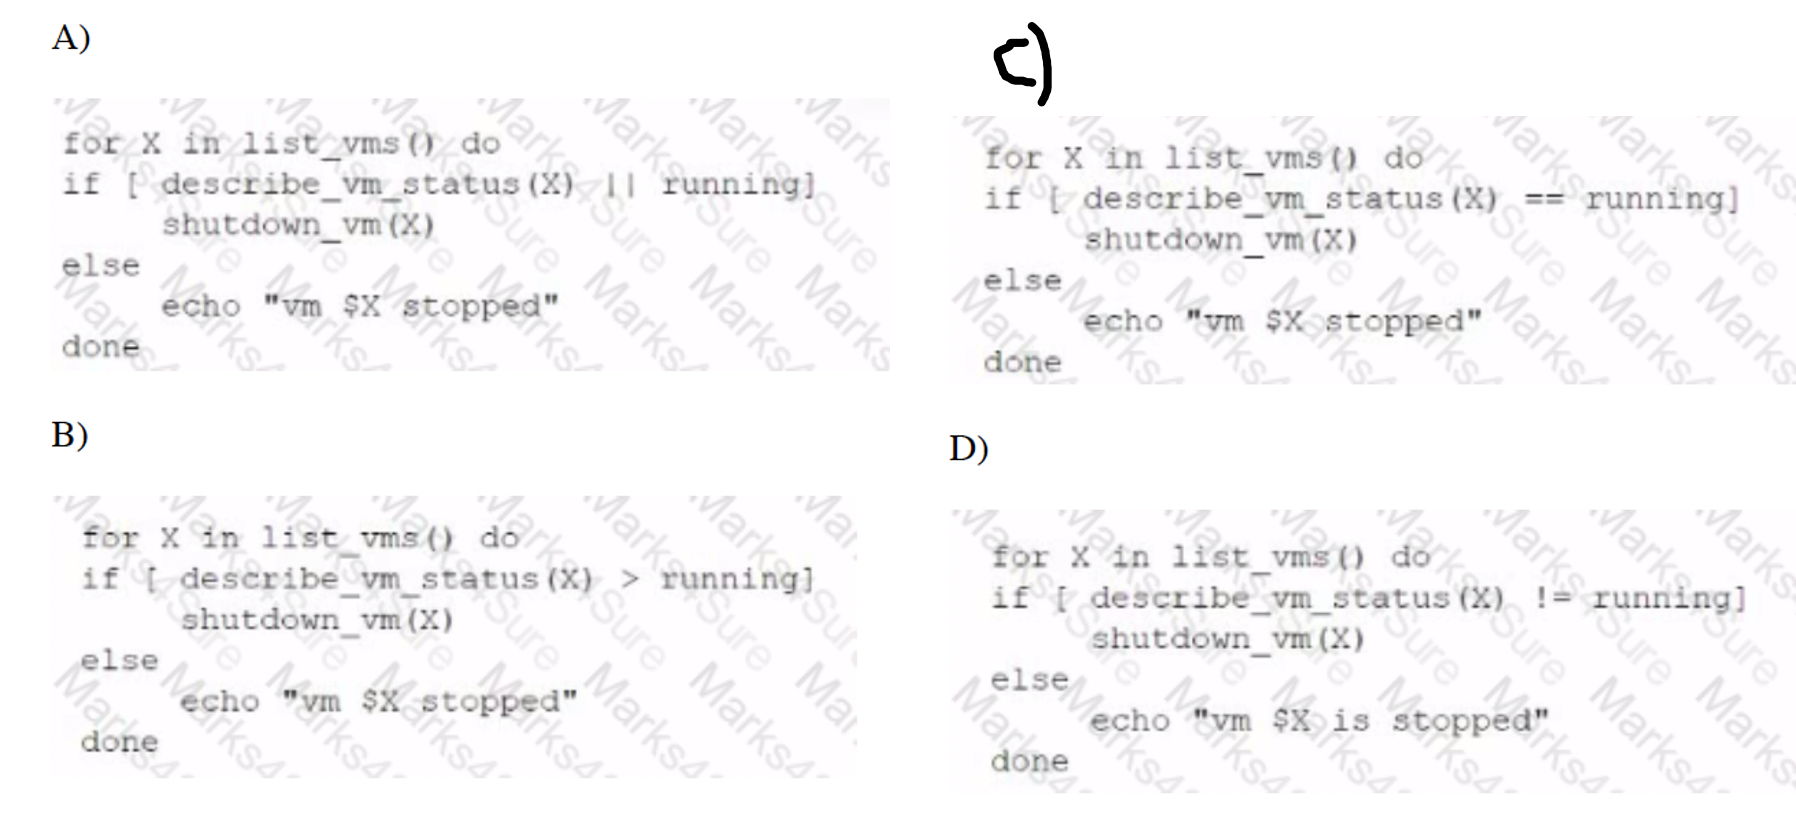 A)
for X in list_vms() do
if [ describe_vm_status(X) || running]
shutdown_vm(X)
else
echo "vm $X stopped"
done
B)
for X in list_vms() do
if [ describe_vm_status(X) > running]
shutdown_vm(X)
else
echo "vm $X stopped"
done
C)
for X in list_vms() do
if [ describe_vm_status(X) == running]
shutdown_vm(X)
else
echo "vm $X stopped"
done
D)
for X in list_vms() do
if [ describe_vm_status(X) != running]
shutdown_vm(X)
else
echo "vm $X is stopped"
done